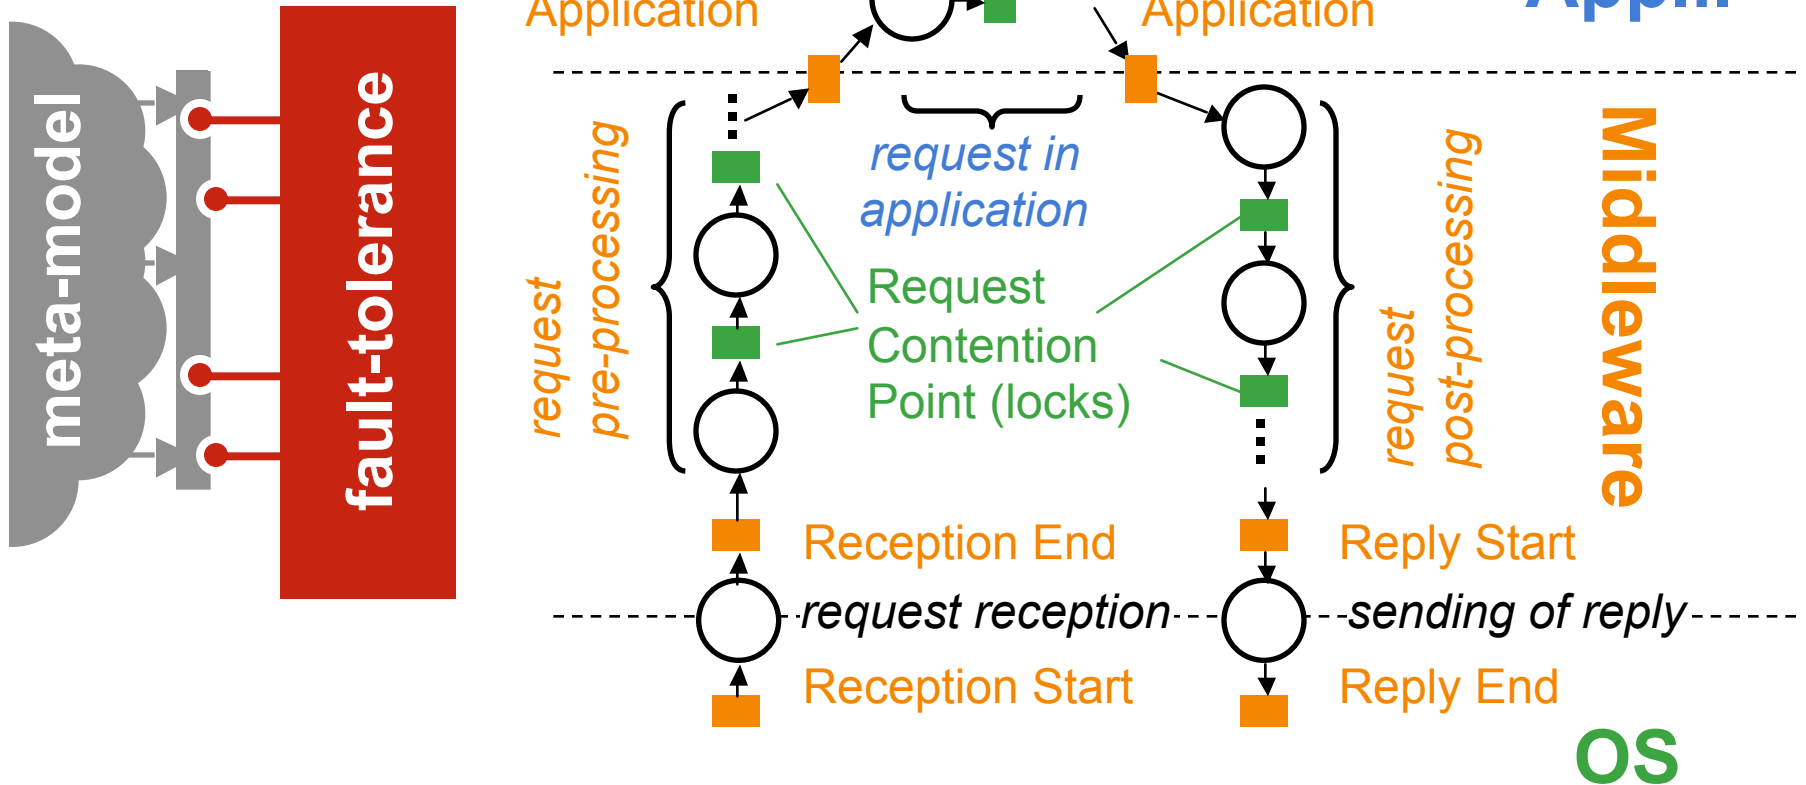 Application
Application
meta-model
fault-tolerance
request
pre-processing
request in
application
Request
Contention
Point (locks)
request
post-processing
Middleware
Reception End
Reply Start
request reception
sending of reply
Reception Start
Reply End
OS